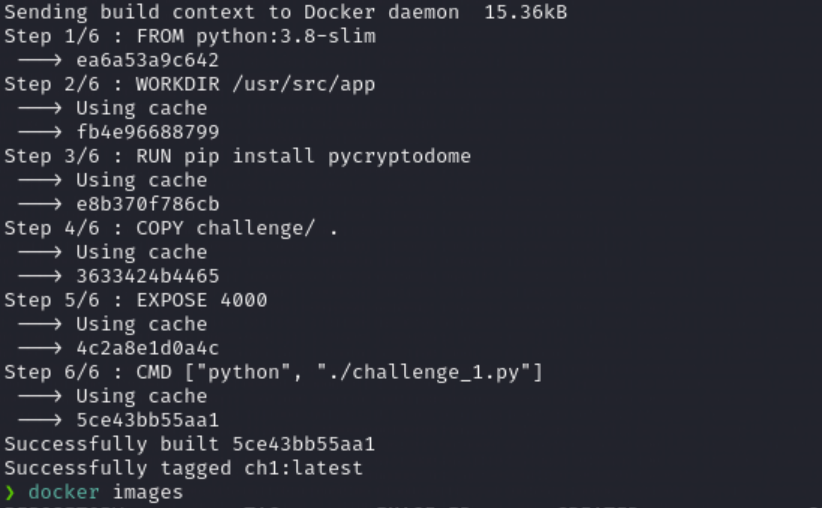 Sending build context to Docker daemon  15.36kB
Step 1/6 : FROM python:3.8-slim
 ---> ea6a53a9c642
Step 2/6 : WORKDIR /usr/src/app
 ---> Using cache
 ---> fb4e96688799
Step 3/6 : RUN pip install pycryptodome
 ---> Using cache
 ---> e8b370f786cb
Step 4/6 : COPY challenge/ .
 ---> Using cache
 ---> 3633424b4465
Step 5/6 : EXPOSE 4000
 ---> Using cache
 ---> 4c2a8e1d0a4c
Step 6/6 : CMD ["python", "./challenge_1.py"]
 ---> Using cache
 ---> 5ce43bb55aa1
Successfully built 5ce43bb55aa1
Successfully tagged ch1:latest
❯ docker images